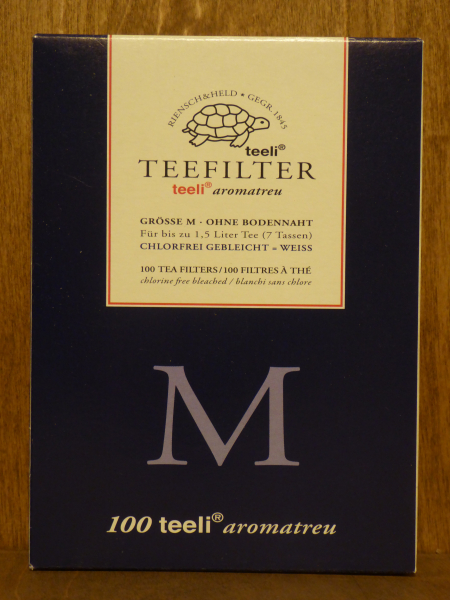 RIENSCH&HELD • GEGR. 1845
teeli®
TEEFILTER
teeli® aromatreu
GRÖSSE M · OHNE BODENNAHT
Für bis zu 1,5 Liter Tee (7 Tassen)
CHLORFREI GEBLEICHT = WEISS
100 TEA FILTERS/100 FILTRES À THÉ
chlorine free bleached / blanchi sans chlore
M
100 teeli® aromatreu